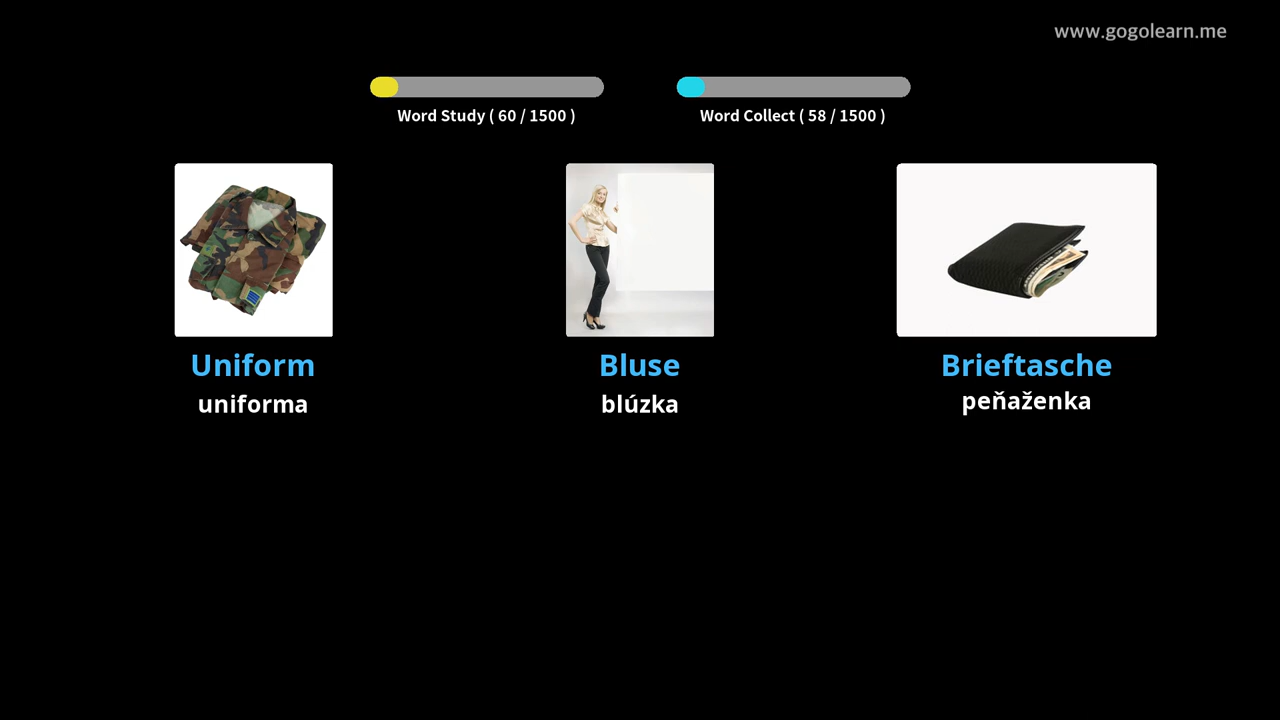 www.gogolearn.me
Word Study ( 60 / 1500 )
Word Collect ( 58 / 1500 )
Uniform
uniforma
Bluse
blúzka
Brieftasche
peňaženka